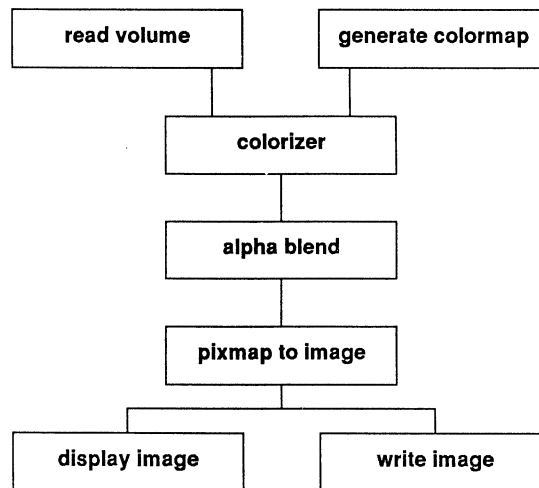 read volume
generate colormap
colorizer
alpha blend
pixmap to image
display image
write image